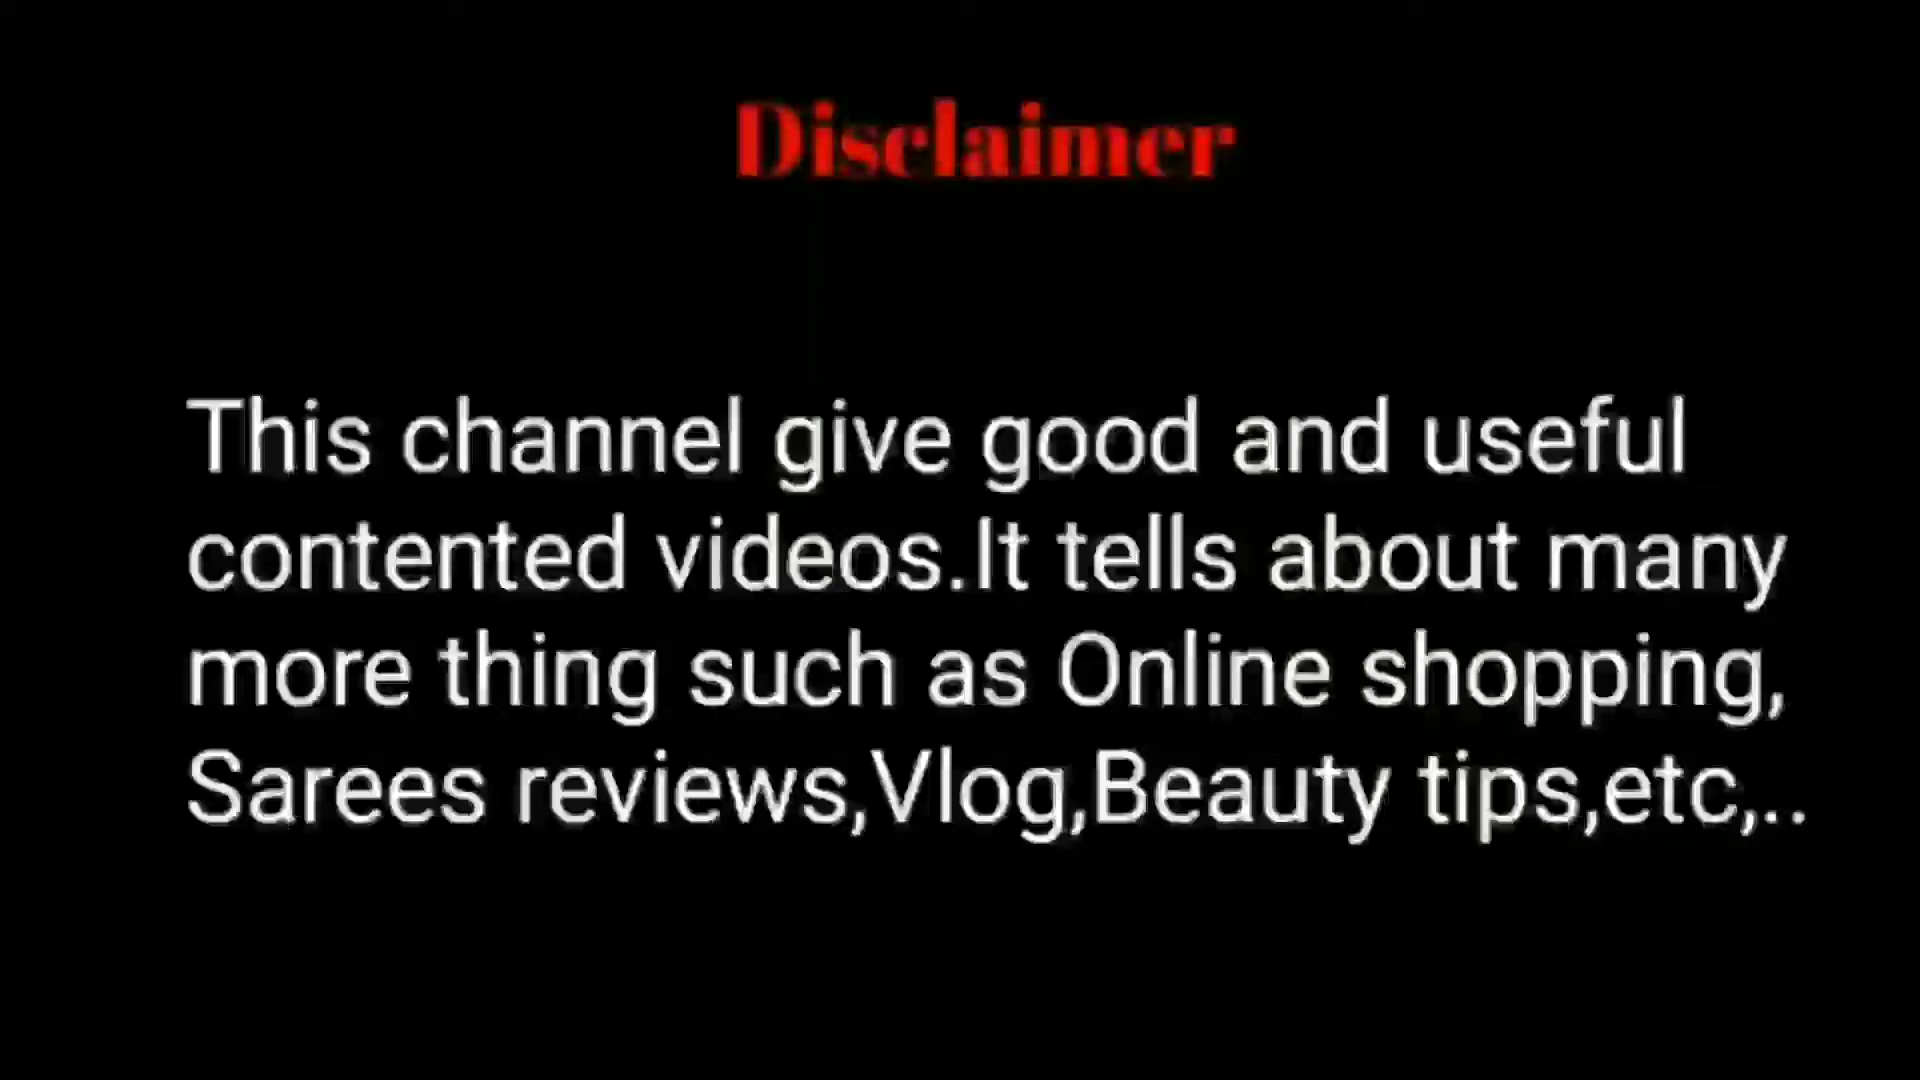 Disclaimer
This channel give good and useful
contented videos.It tells about many
more thing such as Online shopping,
Sarees reviews,Vlog,Beauty tips,etc,..